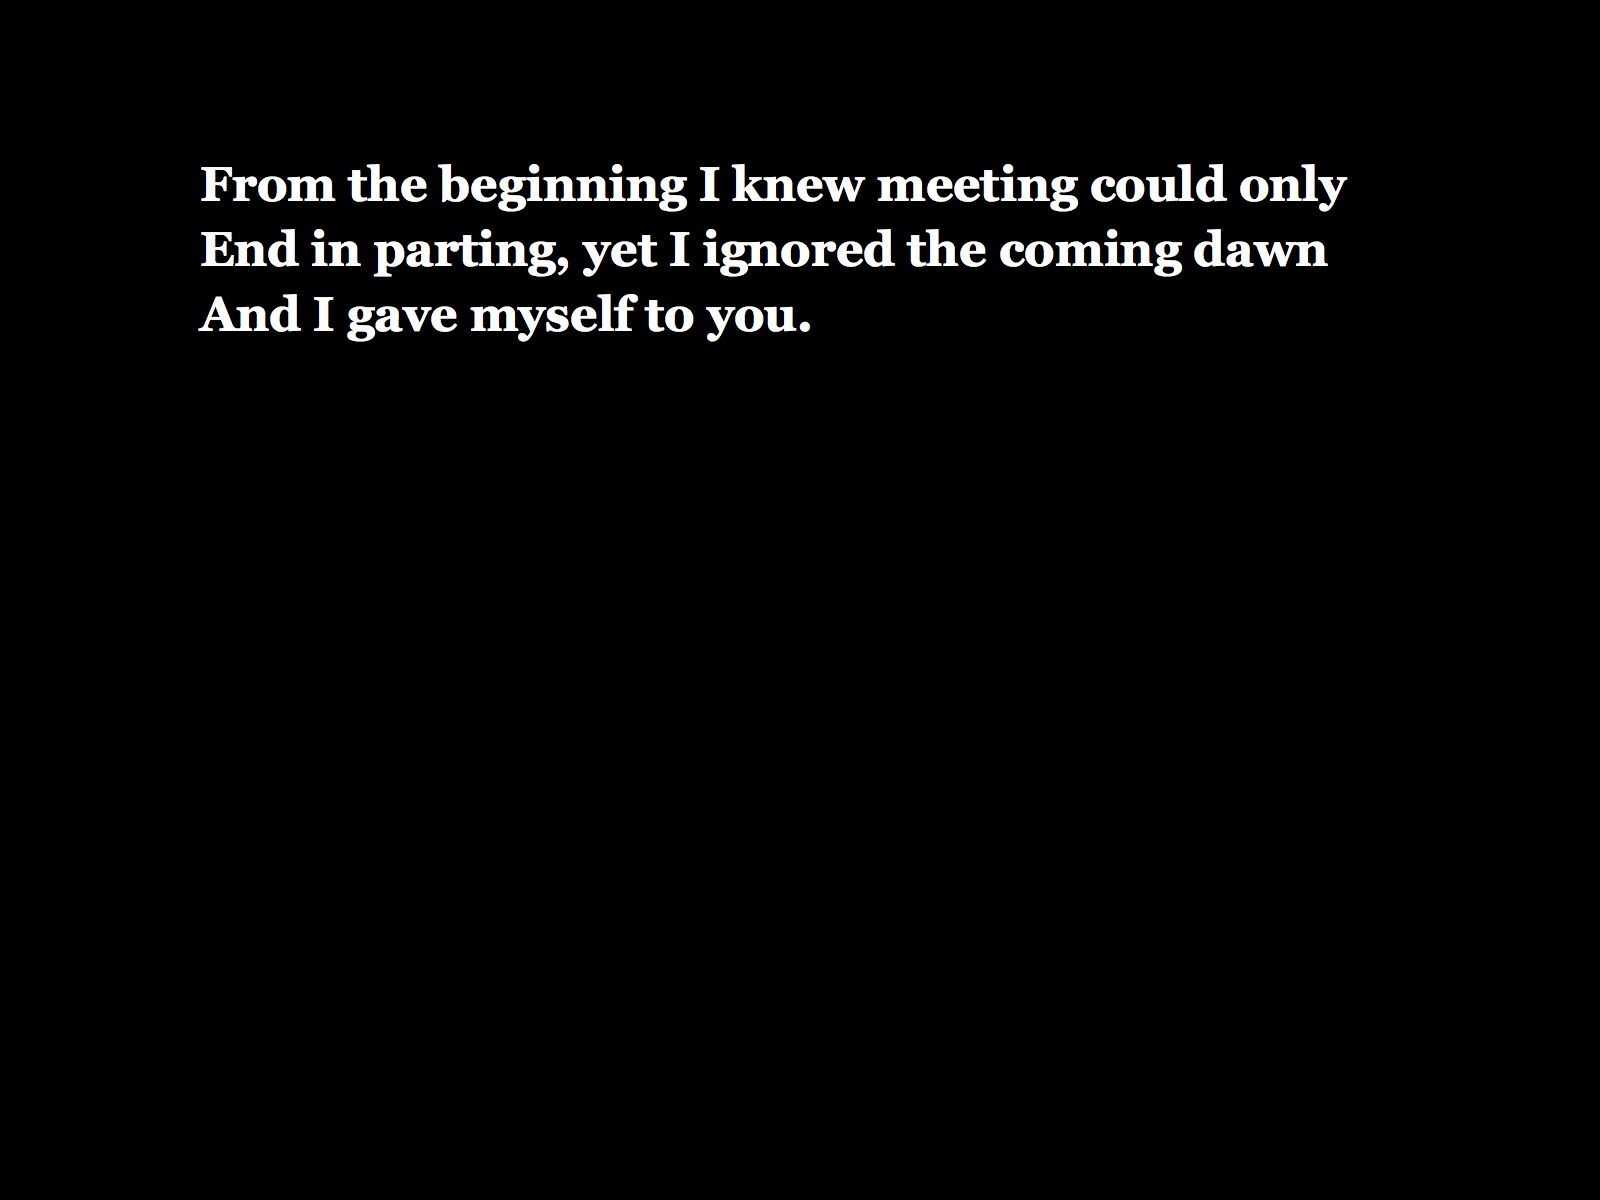 From the beginning I knew meeting could only
End in parting, yet I ignored the coming dawn
And I gave myself to you.